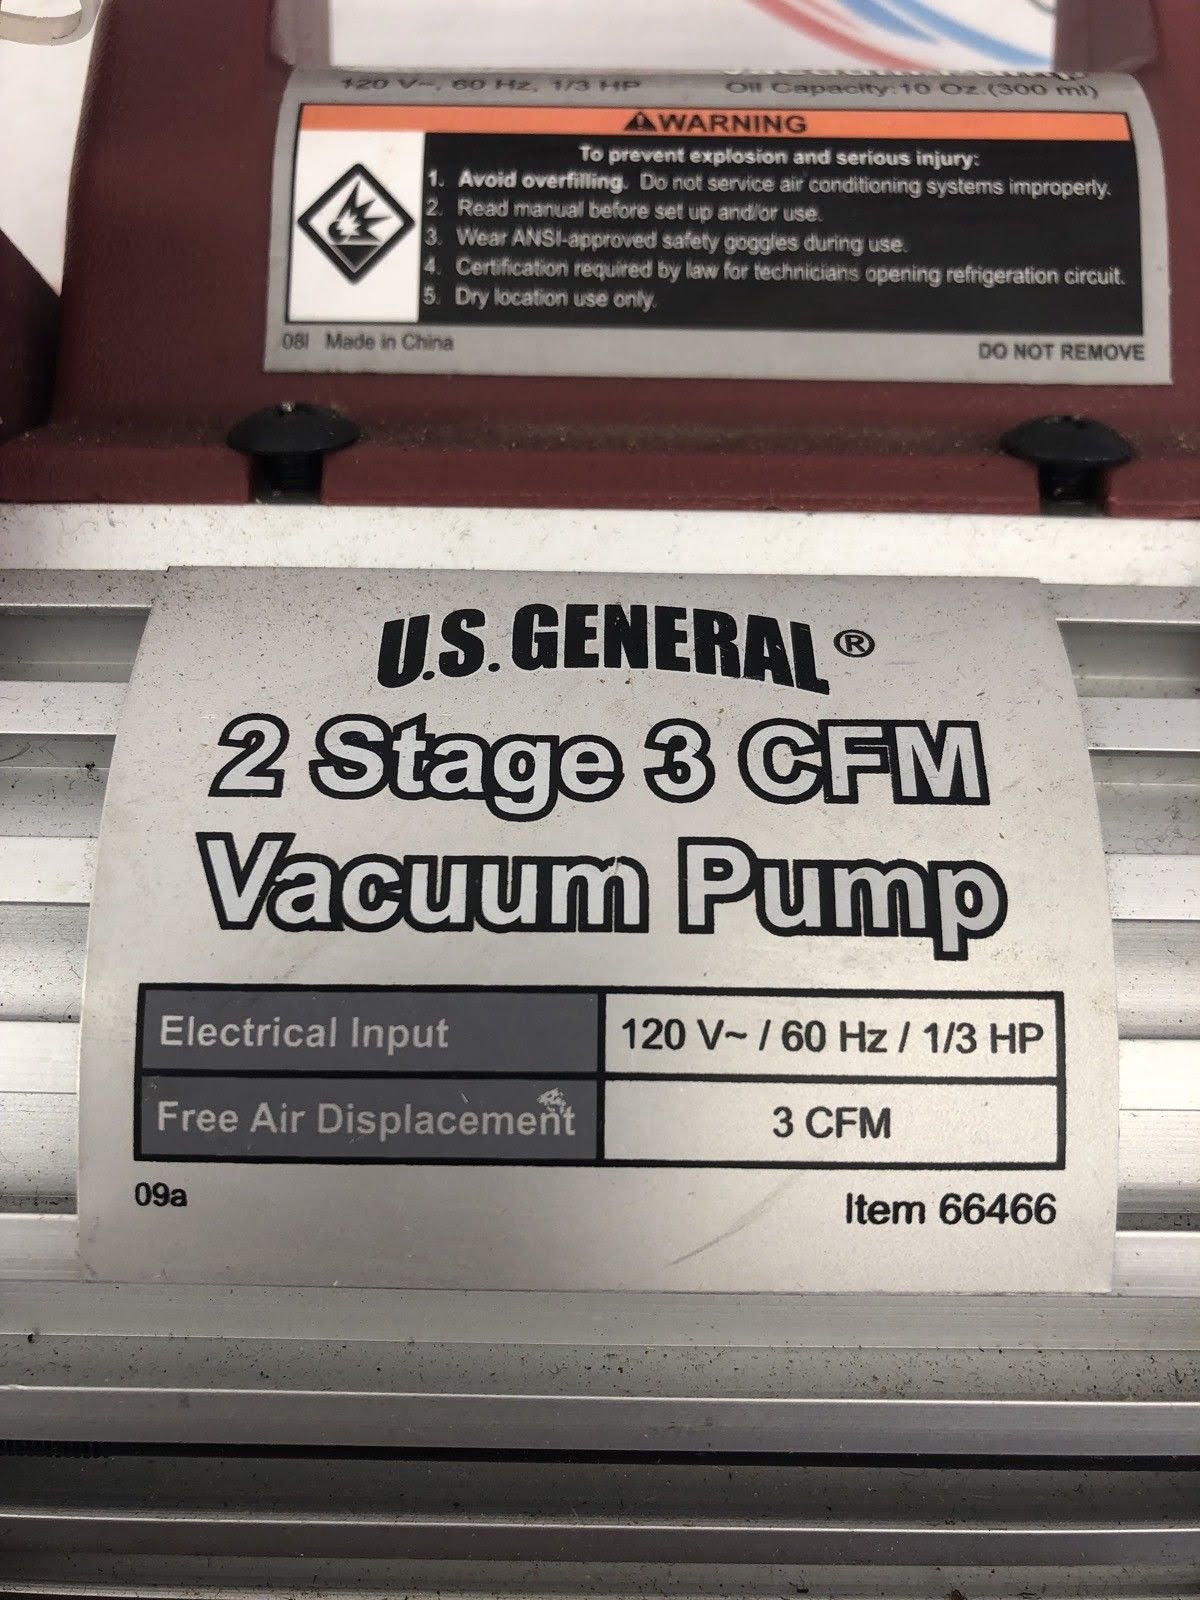 Vacuum Pump
120 V~, 60 Hz, 1/3 HP Oil Capacity:10 Oz.(300 ml)
⚠WARNING
To prevent explosion and serious injury:
1. Avoid overfilling. Do not service air conditioning systems improperly.
2. Read manual before set up and/or use.
3. Wear ANSI-approved safety goggles during use.
4. Certification required by law for technicians opening refrigeration circuit.
5. Dry location use only.
08l Made in China DO NOT REMOVE
U.S. GENERAL®
2 Stage 3 CFM
Vacuum Pump
Electrical Input 120 V~ / 60 Hz / 1/3 HP
Free Air Displacement 3 CFM
09a Item 66466